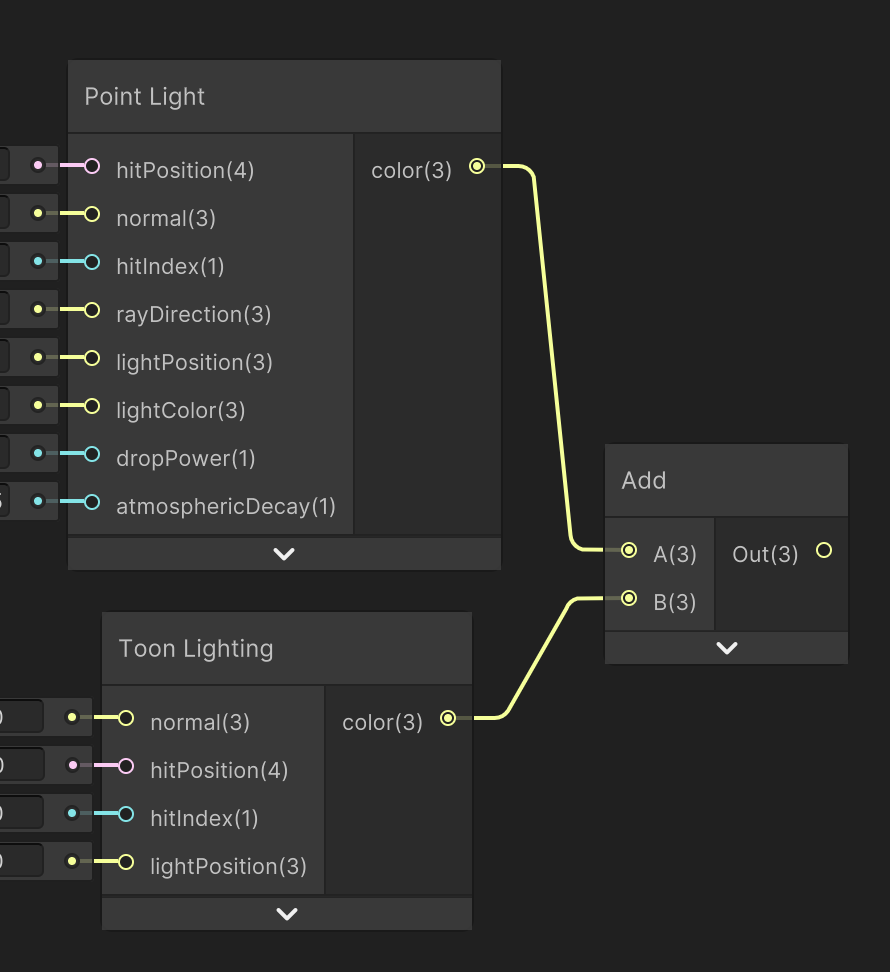 Point Light
hitPosition(4)
color(3)
normal(3)
hitIndex(1)
rayDirection(3)
lightPosition(3)
lightColor(3)
dropPower(1)
atmosphericDecay(1)
Add
A(3)
Out(3)
B(3)
Toon Lighting
normal(3)
color(3)
hitPosition(4)
hitIndex(1)
lightPosition(3)